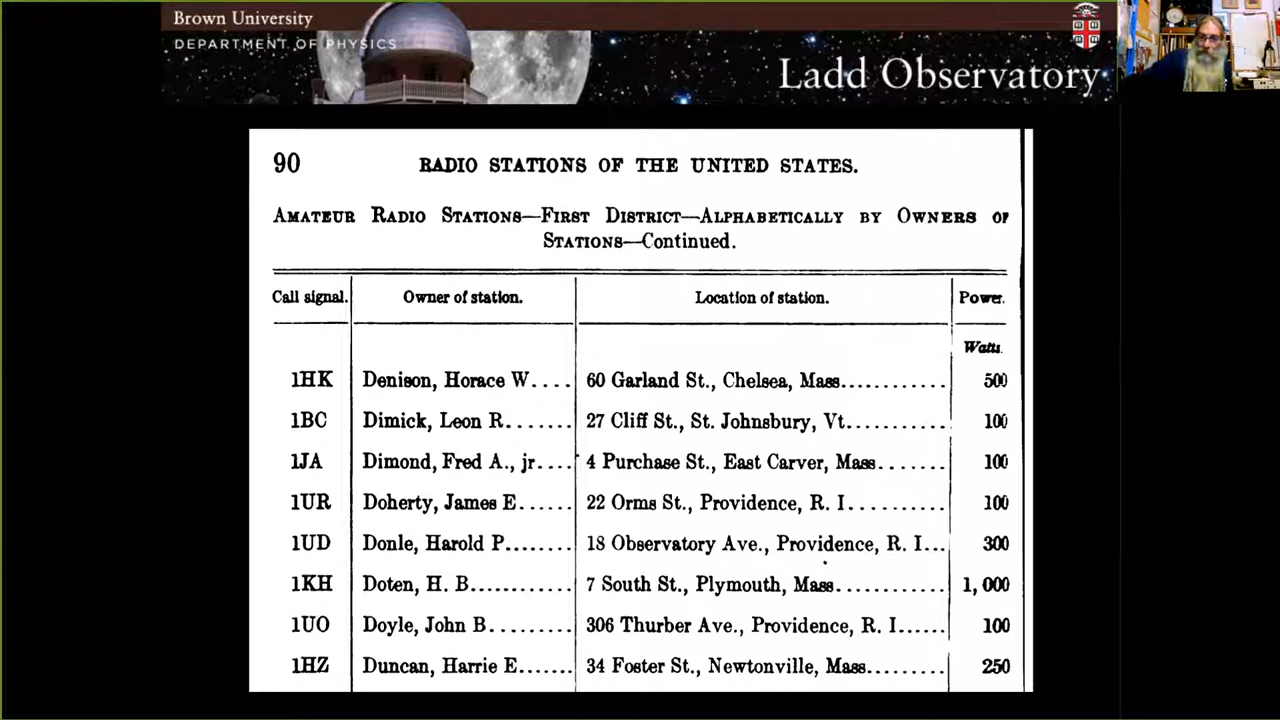 Brown University
DEPARTMENT OF PHYSICS
Ladd Observatory
90 RADIO STATIONS OF THE UNITED STATES.
AMATEUR RADIO STATIONS—FIRST DISTRICT—ALPHABETICALLY BY OWNERS OF
STATIONS—Continued.
Call signal. Owner of station. Location of station. Power.
Watts.
1HK Denison, Horace W.... 60 Garland St., Chelsea, Mass............ 500
1BC Dimick, Leon R....... 27 Cliff St., St. Johnsbury, Vt.......... 100
1JA Dimond, Fred A., jr.... 4 Purchase St., East Carver, Mass....... 100
1UR Doherty, James E...... 22 Orms St., Providence, R. I.......... 100
1UD Donle, Harold P....... 18 Observatory Ave., Providence, R. I... 300
1KH Doten, H. B........... 7 South St., Plymouth, Mass............ 1,000
1UO Doyle, John B......... 306 Thurber Ave., Providence, R. I...... 100
1HZ Duncan, Harrie E...... 34 Foster St., Newtonville, Mass......... 250